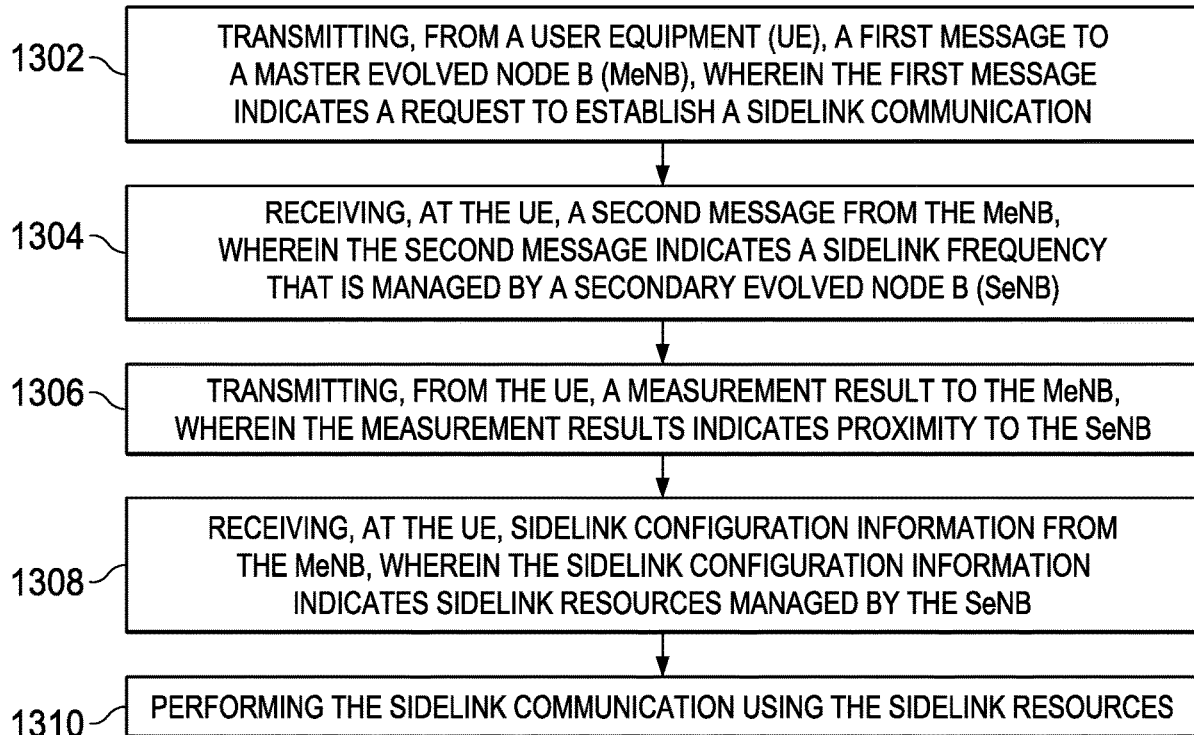 1302
TRANSMITTING, FROM A USER EQUIPMENT (UE), A FIRST MESSAGE TO
A MASTER EVOLVED NODE B (MeNB), WHEREIN THE FIRST MESSAGE
INDICATES A REQUEST TO ESTABLISH A SIDELINK COMMUNICATION
1304
RECEIVING, AT THE UE, A SECOND MESSAGE FROM THE MeNB,
WHEREIN THE SECOND MESSAGE INDICATES A SIDELINK FREQUENCY
THAT IS MANAGED BY A SECONDARY EVOLVED NODE B (SeNB)
1306
TRANSMITTING, FROM THE UE, A MEASUREMENT RESULT TO THE MeNB,
WHEREIN THE MEASUREMENT RESULTS INDICATES PROXIMITY TO THE SeNB
1308
RECEIVING, AT THE UE, SIDELINK CONFIGURATION INFORMATION FROM
THE MeNB, WHEREIN THE SIDELINK CONFIGURATION INFORMATION
INDICATES SIDELINK RESOURCES MANAGED BY THE SeNB
1310
PERFORMING THE SIDELINK COMMUNICATION USING THE SIDELINK RESOURCES